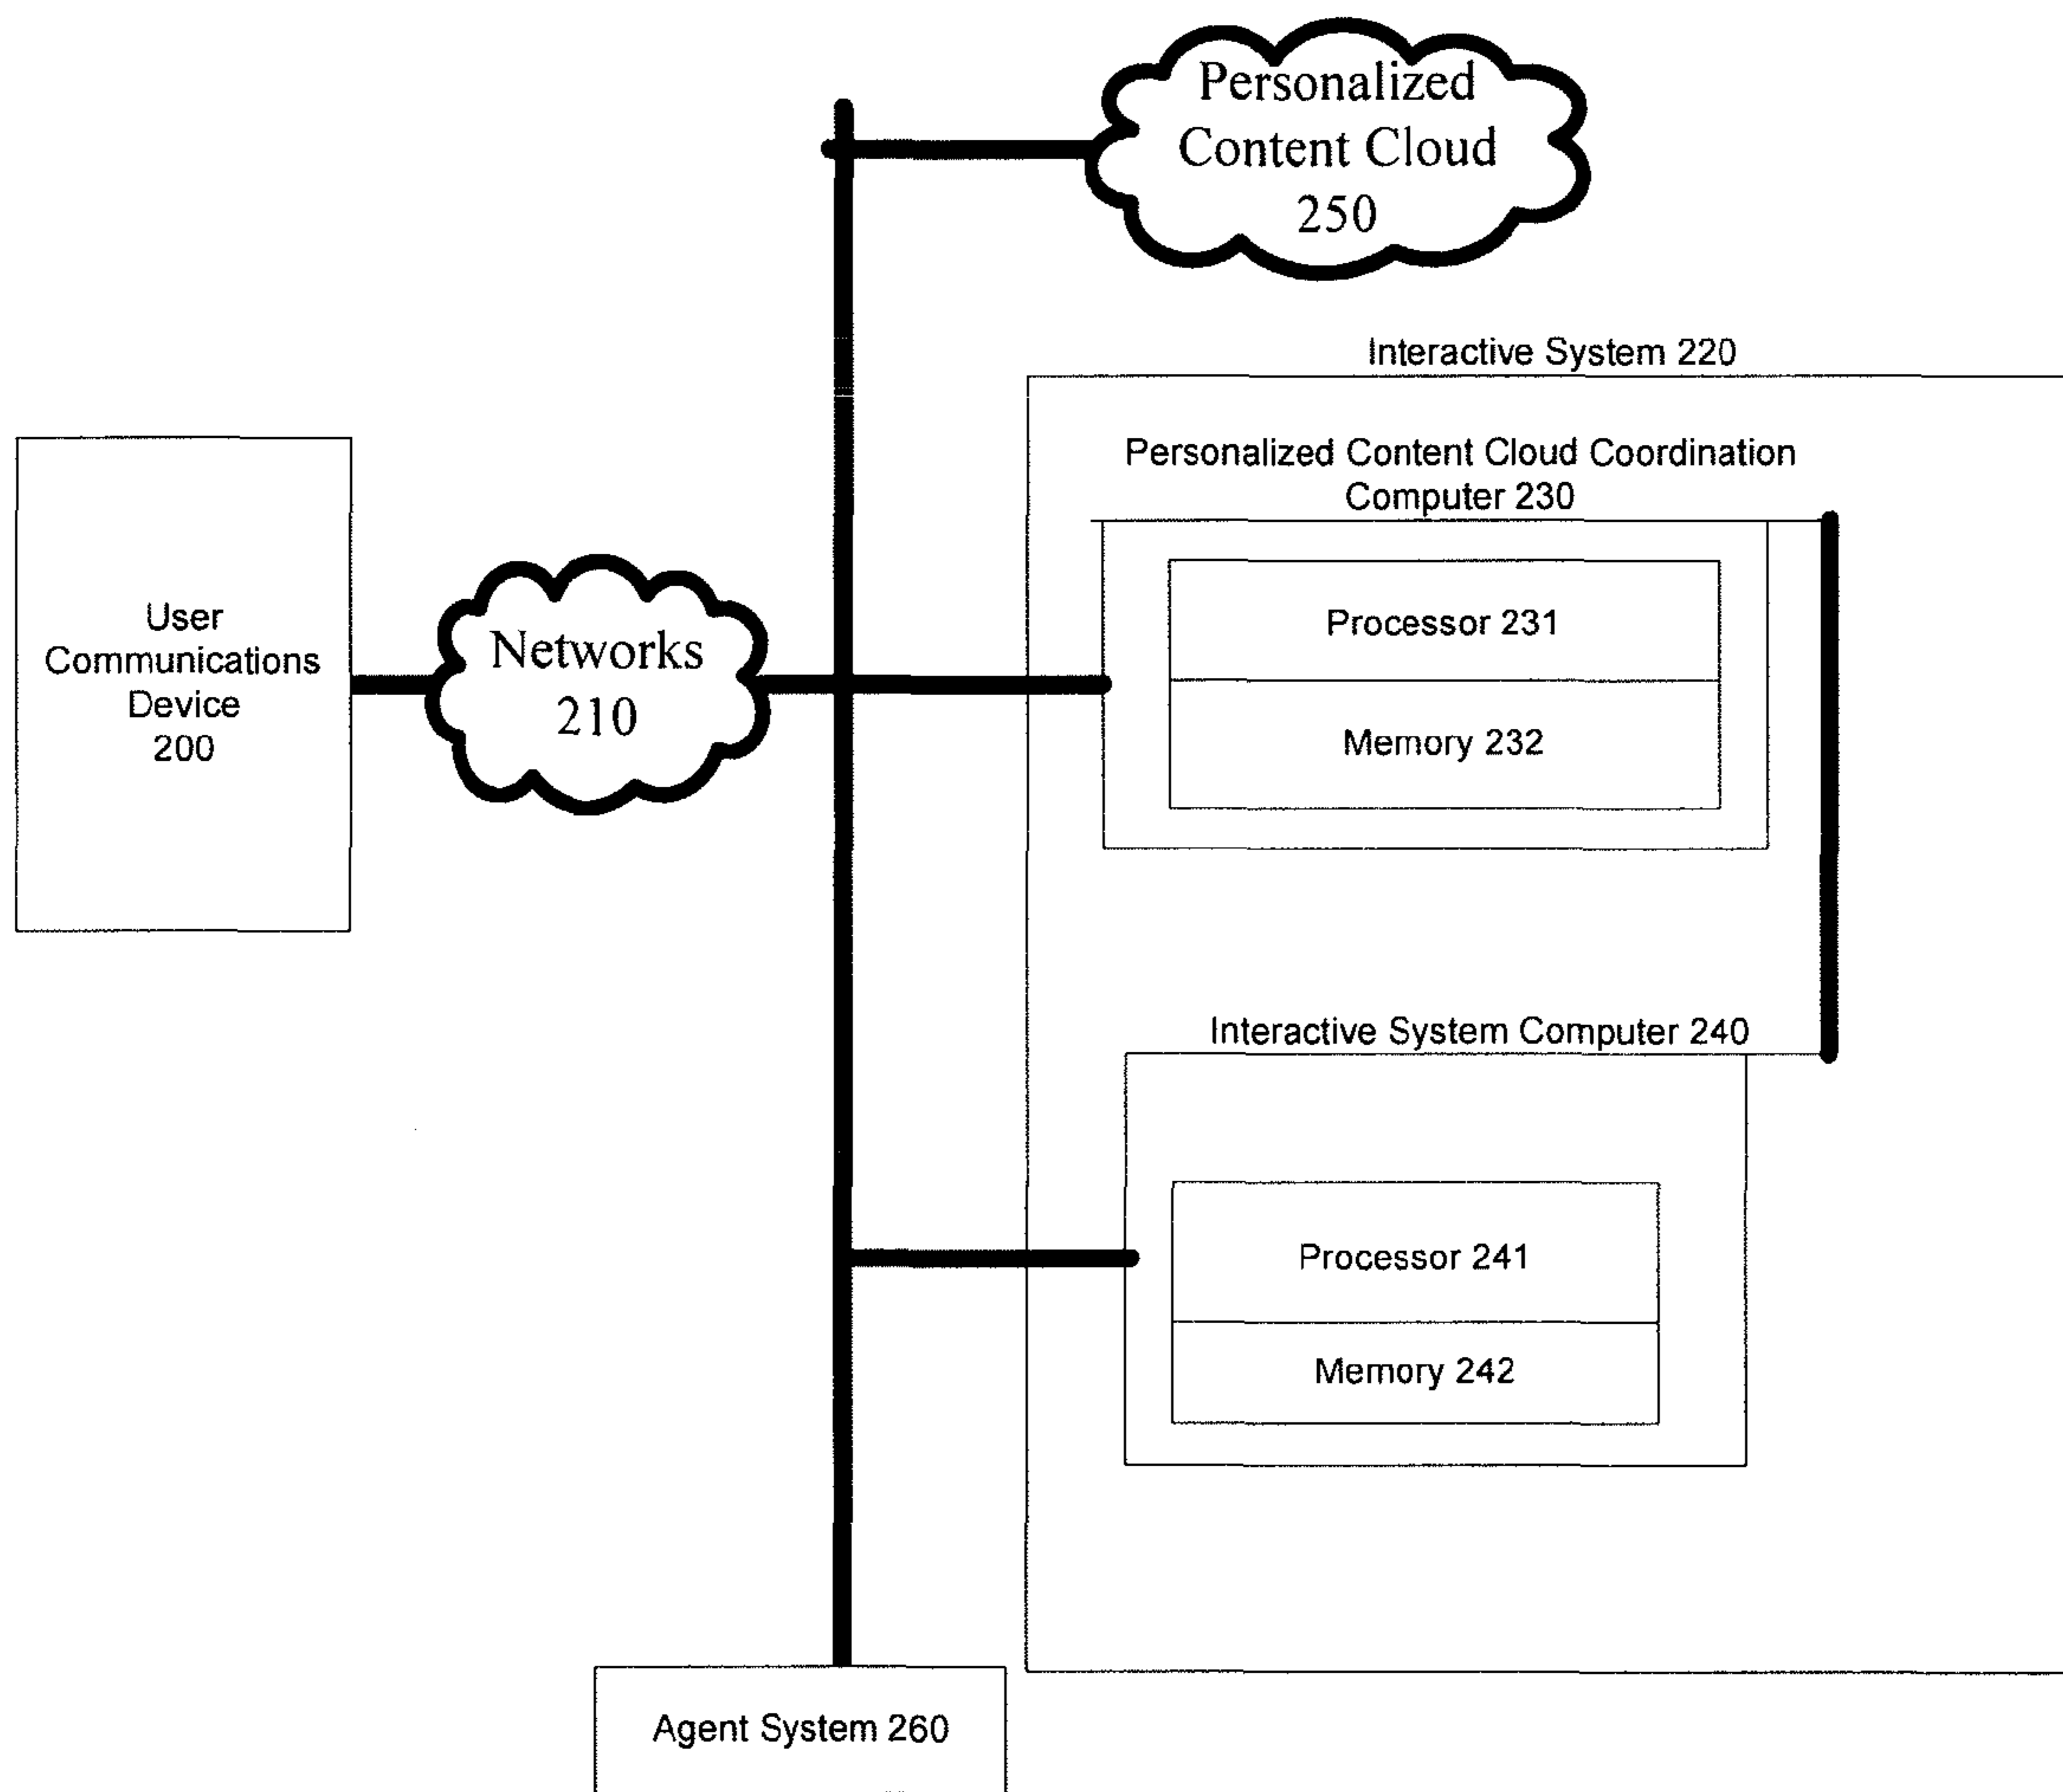 Personalized
Content Cloud
250
Interactive System 220
Personalized Content Cloud Coordination
Computer 230
User
Communications
Device
200
Networks
210
Processor 231
Memory 232
Interactive System Computer 240
Processor 241
Memory 242
Agent System 260